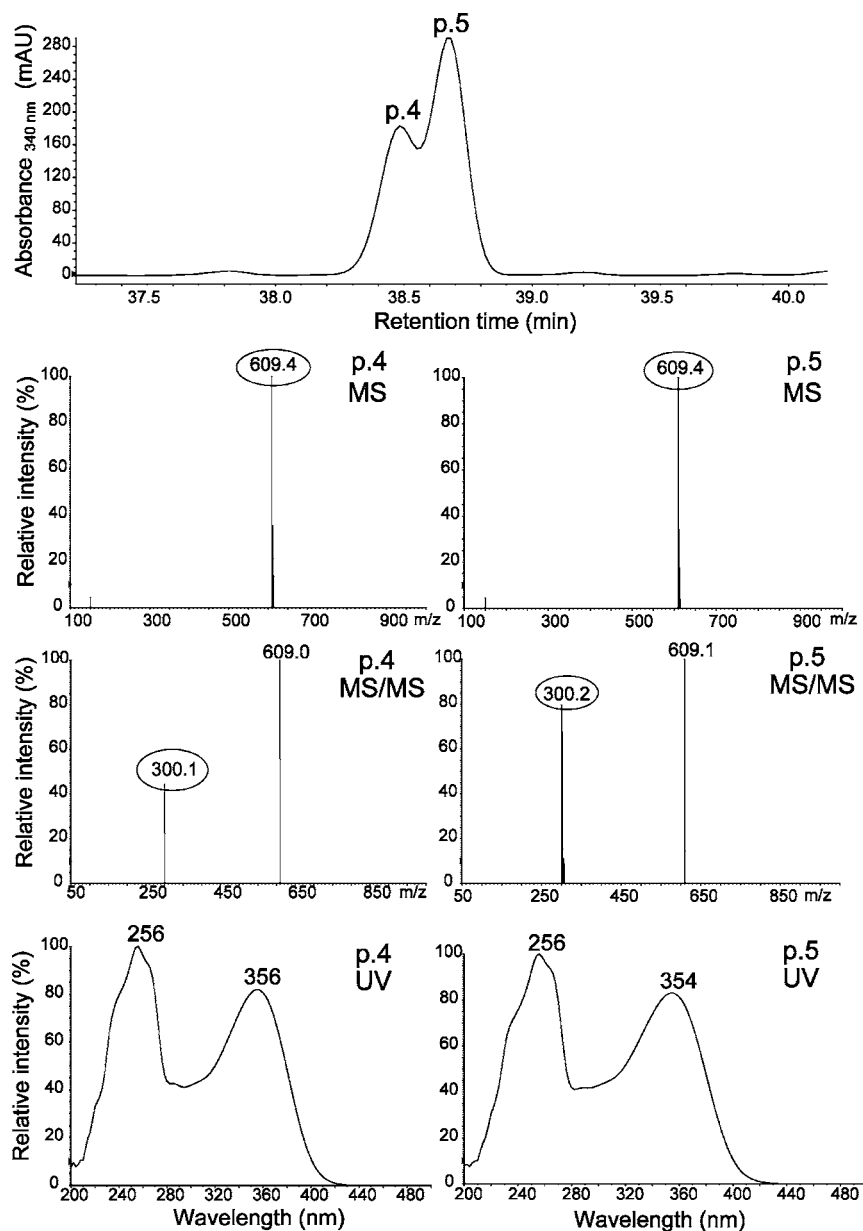 p.5
p.4
Absorbance 340 nm (mAU)
280
240
200
160
120
80
40
0
37.5 38.0 38.5 39.0 39.5 40.0
Retention time (min)
p.4
MS
609.4
Relative intensity (%)
100
80
60
40
20
0
100 300 500 700 900 m/z
p.5
MS
609.4
100
80
60
40
20
0
100 300 500 700 900 m/z
p.4
MS/MS
609.0
300.1
Relative intensity (%)
100
80
60
40
20
0
50 250 450 650 850 m/z
p.5
MS/MS
609.1
300.2
100
80
60
40
20
0
50 250 450 650 850 m/z
p.4
UV
256
356
Relative intensity (%)
100
80
60
40
20
0
200 240 280 320 360 400 440 480
Wavelength (nm)
p.5
UV
256
354
100
80
60
40
20
0
200 240 280 320 360 400 440 480
Wavelength (nm)